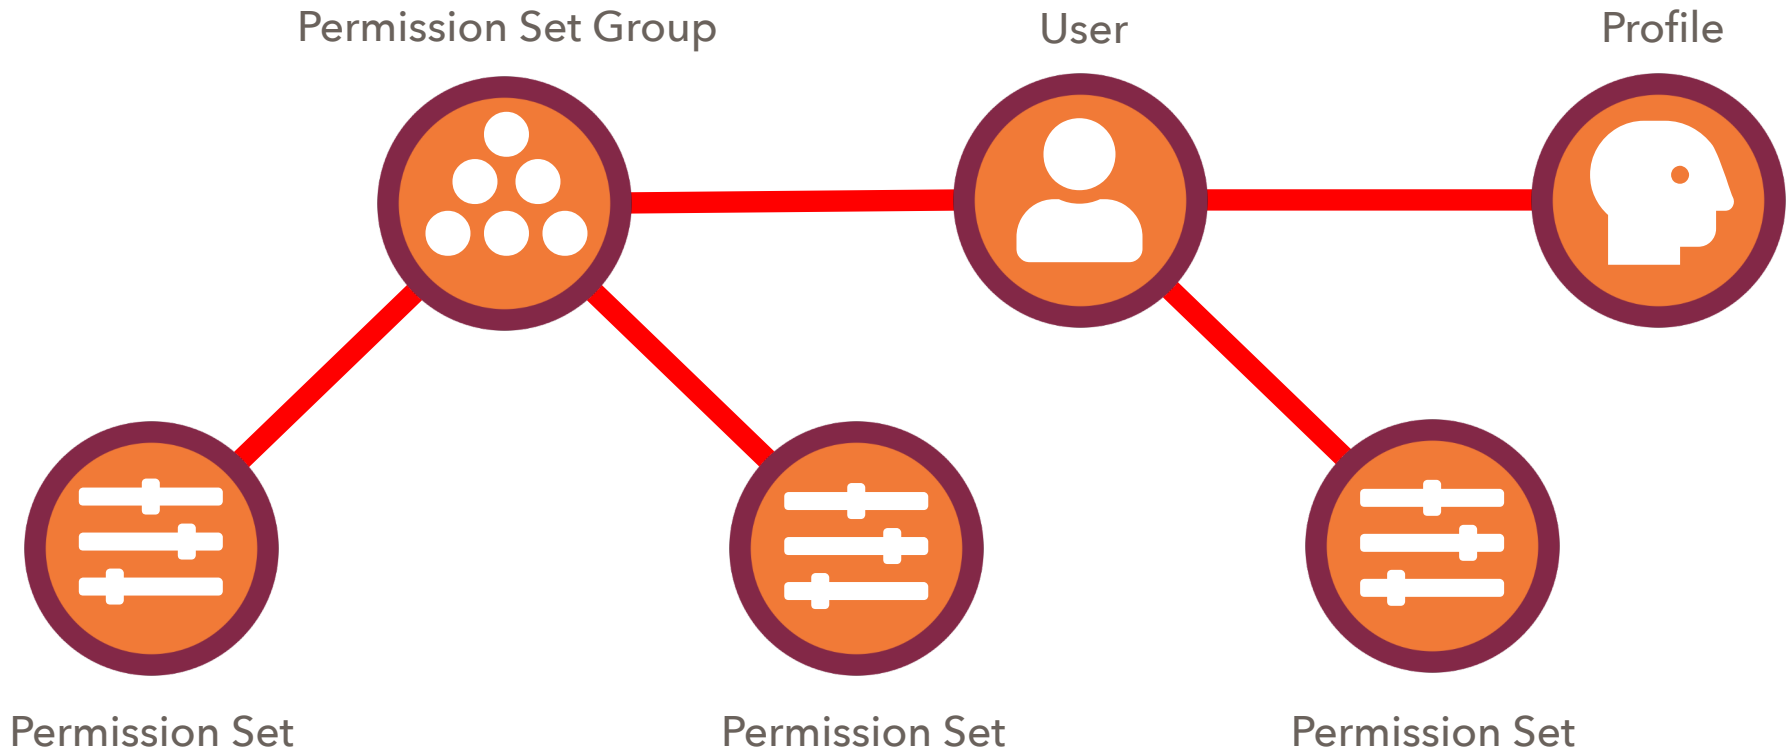 Permission Set Group
User
Profile
Permission Set
Permission Set
Permission Set